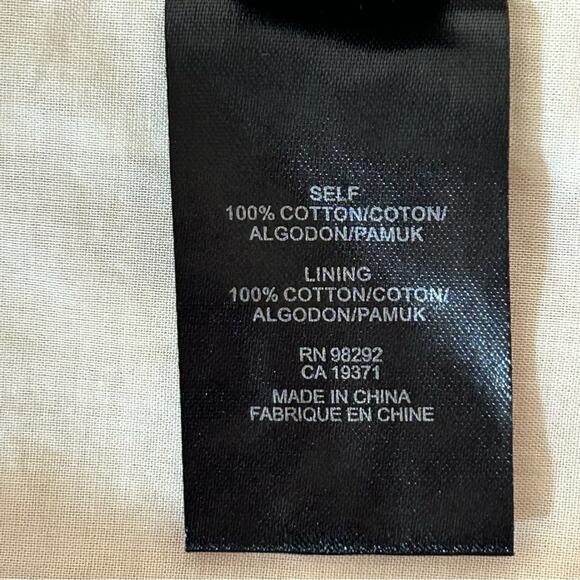 SELF
100% COTTON/COTON/
ALGODON/PAMUK
LINING
100% COTTON/COTON/
ALGODON/PAMUK
RN 98292
CA 19371
MADE IN CHINA
FABRIQUE EN CHINE